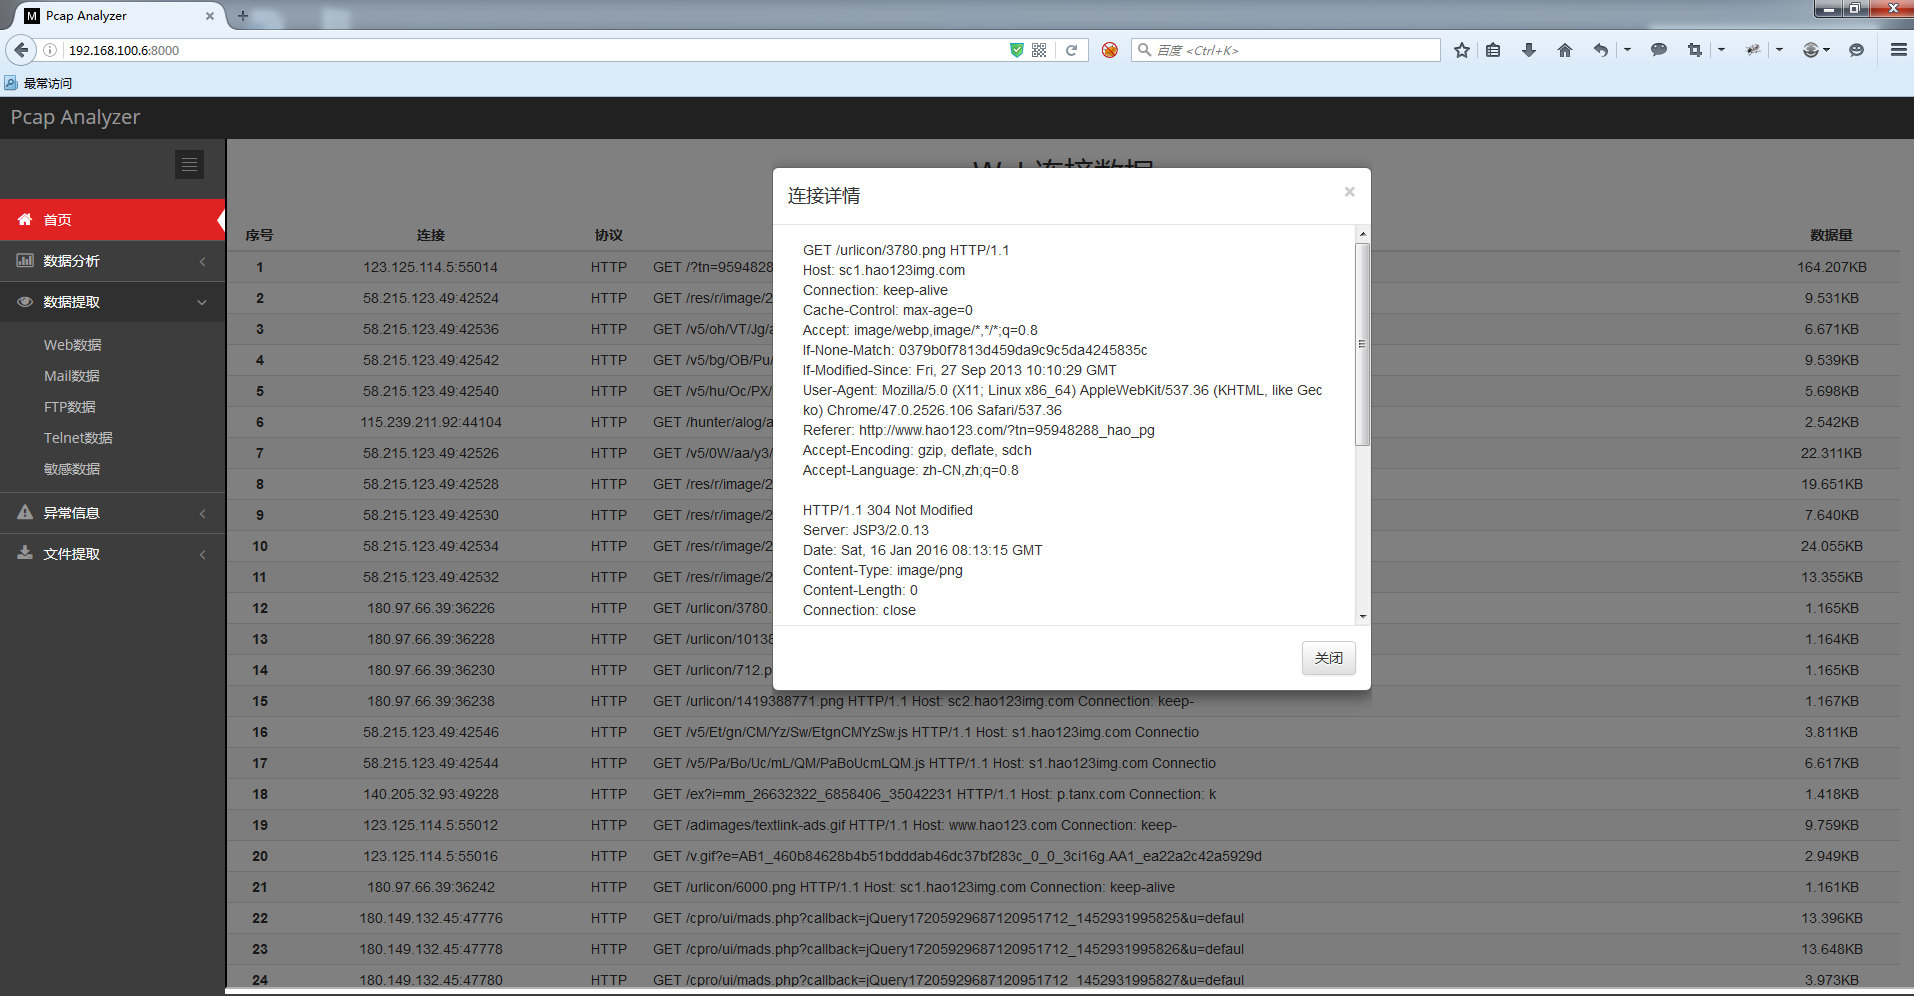 Pcap Analyzer
192.168.100.6:8000
百度 <Ctrl+K>
最常访问
Pcap Analyzer
首页
数据分析
数据提取
Web数据
Mail数据
FTP数据
Telnet数据
敏感数据
异常信息
文件提取
序号 连接 协议 数据量
1 123.125.114.5:55014 HTTP GET /?tn=9594828 164.207KB
2 58.215.123.49:42524 HTTP GET /res/r/image/2 9.531KB
3 58.215.123.49:42536 HTTP GET /v5/oh/VT/Jg/a 6.671KB
4 58.215.123.49:42542 HTTP GET /v5/bg/OB/Pu/ 9.539KB
5 58.215.123.49:42540 HTTP GET /v5/hu/Oc/PX/ 5.698KB
6 115.239.211.92:44104 HTTP GET /hunter/alog/a 2.542KB
7 58.215.123.49:42526 HTTP GET /v5/0W/aa/y3/ 22.311KB
8 58.215.123.49:42528 HTTP GET /res/r/image/2 19.651KB
9 58.215.123.49:42530 HTTP GET /res/r/image/2 7.640KB
10 58.215.123.49:42534 HTTP GET /res/r/image/2 24.055KB
11 58.215.123.49:42532 HTTP GET /res/r/image/2 13.355KB
12 180.97.66.39:36226 HTTP GET /urlicon/3780. 1.165KB
13 180.97.66.39:36228 HTTP GET /urlicon/10138 1.164KB
14 180.97.66.39:36230 HTTP GET /urlicon/712.p 1.165KB
15 180.97.66.39:36238 HTTP GET /urlicon/1419388771.png HTTP/1.1 Host: sc2.hao123img.com Connection: keep- 1.167KB
16 58.215.123.49:42546 HTTP GET /v5/Et/gn/CM/Yz/Sw/EtgnCMYzSw.js HTTP/1.1 Host: s1.hao123img.com Connectio 3.811KB
17 58.215.123.49:42544 HTTP GET /v5/Pa/Bo/Uc/mL/QM/PaBoUcmLQM.js HTTP/1.1 Host: s1.hao123img.com Connectio 6.617KB
18 140.205.32.93:49228 HTTP GET /ex?i=mm_26632322_6858406_35042231 HTTP/1.1 Host: p.tanx.com Connection: k 1.418KB
19 123.125.114.5:55012 HTTP GET /adimages/textlink-ads.gif HTTP/1.1 Host: www.hao123.com Connection: keep- 9.759KB
20 123.125.114.5:55016 HTTP GET /v.gif?e=AB1_460b84628b4b51bdddab46dc37bf283c_0_0_3ci16g.AA1_ea22a2c42a5929d 2.949KB
21 180.97.66.39:36242 HTTP GET /urlicon/6000.png HTTP/1.1 Host: sc1.hao123img.com Connection: keep-alive 1.161KB
22 180.149.132.45:47776 HTTP GET /cpro/ui/mads.php?callback=jQuery17205929687120951712_1452931995825&u=defaul 13.396KB
23 180.149.132.45:47778 HTTP GET /cpro/ui/mads.php?callback=jQuery17205929687120951712_1452931995826&u=defaul 13.648KB
24 180.149.132.45:47780 HTTP GET /cpro/ui/mads.php?callback=jQuery17205929687120951712_1452931995827&u=defaul 3.973KB
连接详情
GET /urlicon/3780.png HTTP/1.1
Host: sc1.hao123img.com
Connection: keep-alive
Cache-Control: max-age=0
Accept: image/webp,image/*,*/*;q=0.8
If-None-Match: 0379b0f7813d459da9c9c5da4245835c
If-Modified-Since: Fri, 27 Sep 2013 10:10:29 GMT
User-Agent: Mozilla/5.0 (X11; Linux x86_64) AppleWebKit/537.36 (KHTML, like Gec
ko) Chrome/47.0.2526.106 Safari/537.36
Referer: http://www.hao123.com/?tn=95948288_hao_pg
Accept-Encoding: gzip, deflate, sdch
Accept-Language: zh-CN,zh;q=0.8
HTTP/1.1 304 Not Modified
Server: JSP3/2.0.13
Date: Sat, 16 Jan 2016 08:13:15 GMT
Content-Type: image/png
Content-Length: 0
Connection: close
关闭